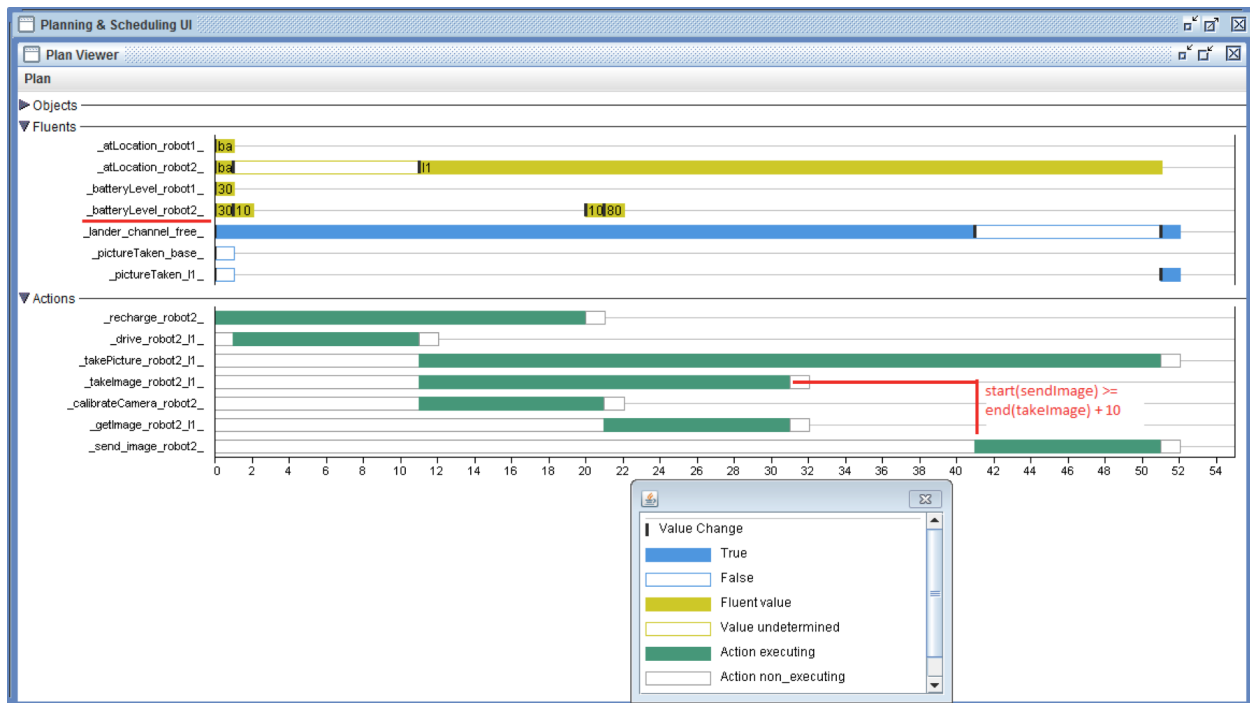 Planning & Scheduling UI
Plan Viewer
Plan
Objects
Fluents
_atLocation_robot1_
ba
_atLocation_robot2_
ba
l1
_batteryLevel_robot1_
30
_batteryLevel_robot2_
30
10
10
80
_lander_channel_free_
_pictureTaken_base_
_pictureTaken_l1_
Actions
_recharge_robot2_
_drive_robot2_l1_
_takePicture_robot2_l1_
_takeImage_robot2_l1_
_calibrateCamera_robot2_
_getImage_robot2_l1_
_send_image_robot2_
start(sendImage) >=
end(takeImage) + 10
0 2 4 6 8 10 12 14 16 18 20 22 24 26 28 30 32 34 36 38 40 42 44 46 48 50 52 54
Value Change
True
False
Fluent value
Value undetermined
Action executing
Action non_executing